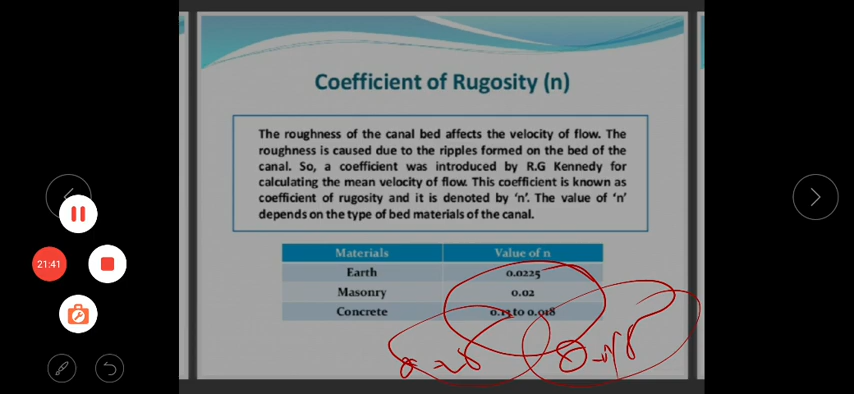 Coefficient of Rugosity (n)
The roughness of the canal bed affects the velocity of flow. The
roughness is caused due to the ripples formed on the bed of the
canal. So, a coefficient was introduced by R.G Kennedy for
calculating the mean velocity of flow. This coefficient is known as
coefficient of rugosity and it is denoted by ‘n’. The value of ‘n’
depends on the type of bed materials of the canal.
Materials Value of n
Earth 0.0225
Masonry 0.02
Concrete 0.13 to 0.018
21:41